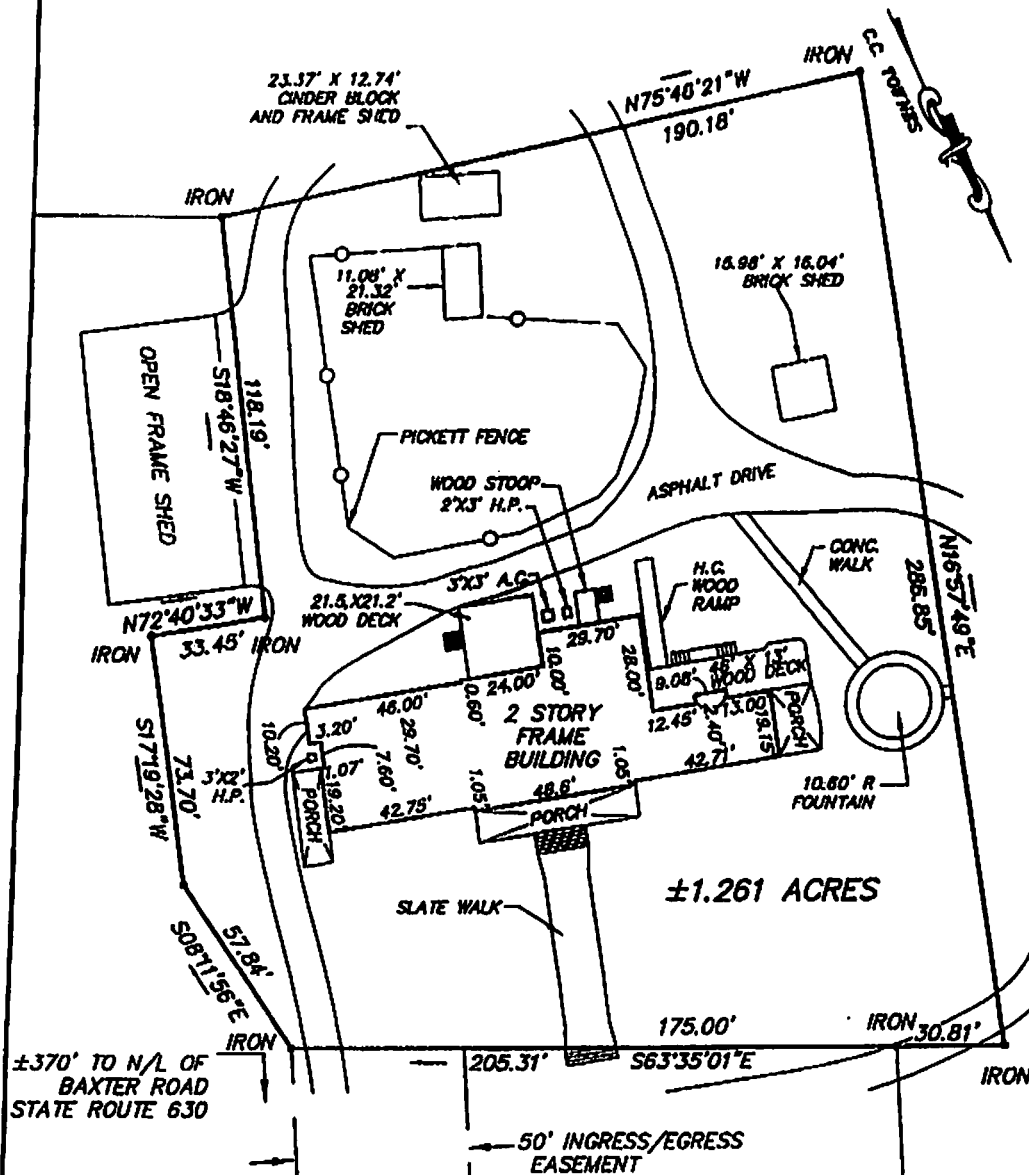 IRON
C.C. TOWNES
N75°48'21"W
190.18'
23.37' X 12.74'
CINDER BLOCK
AND FRAME SHED
IRON
11.08' X
21.32'
BRICK
SHED
16.98' X 16.04'
BRICK SHED
OPEN FRAME SHED
S18°46'27"W
118.19'
PICKETT FENCE
WOOD STOOP
2'X3' H.P.
ASPHALT DRIVE
CONC.
WALK
N16°57'49"E
286.85'
3'X3' A.C.
H.C.
WOOD
RAMP
21.5'X21.2'
WOOD DECK
N72°40'33"W
33.45'
IRON
IRON
29.70'
10.00'
28.00'
46' X 13'
WOOD DECK
9.08'
24.00'
0.60'
46.00'
12.45'
2.40'
13.00'
19.15'
PORCH
2 STORY
FRAME
BUILDING
10.20'
3.20'
29.70'
7.60'
1.07'
3'X2'
H.P.
19.20'
PORCH
42.75'
1.05'
48.6'
1.05'
42.71'
PORCH
10.60' R
FOUNTAIN
S17°19'28"W
73.70'
±1.261 ACRES
SLATE WALK
57.84'
S08°11'56"E
IRON
175.00'
IRON
30.81'
205.31'
S63°35'01"E
IRON
±370' TO N/L OF
BAXTER ROAD
STATE ROUTE 630
50' INGRESS/EGRESS
EASEMENT